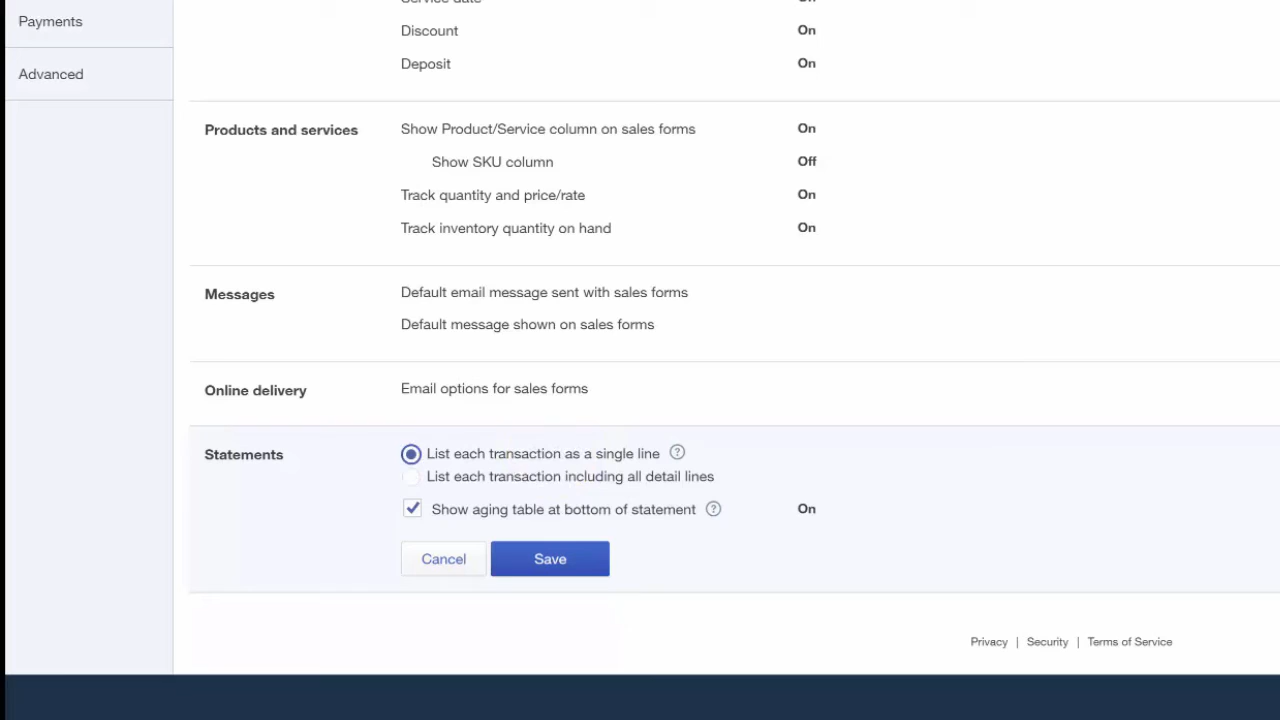 Payments
Service date
Discount On
Deposit On
Advanced
Products and services Show Product/Service column on sales forms On
Show SKU column Off
Track quantity and price/rate On
Track inventory quantity on hand On
Messages Default email message sent with sales forms
Default message shown on sales forms
Online delivery Email options for sales forms
Statements List each transaction as a single line ?
List each transaction including all detail lines
Show aging table at bottom of statement ? On
Cancel Save
Privacy | Security | Terms of Service